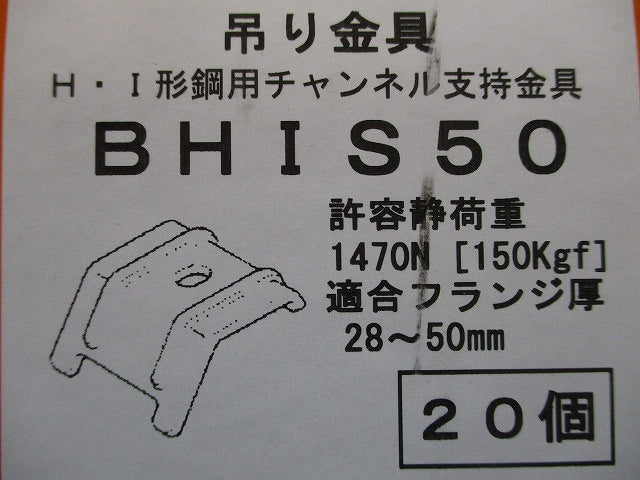 吊り金具
H・I形鋼用チャンネル支持金具
BHIS50
許容静荷重
1470N [150Kgf]
適合フランジ厚
28～50mm
20個